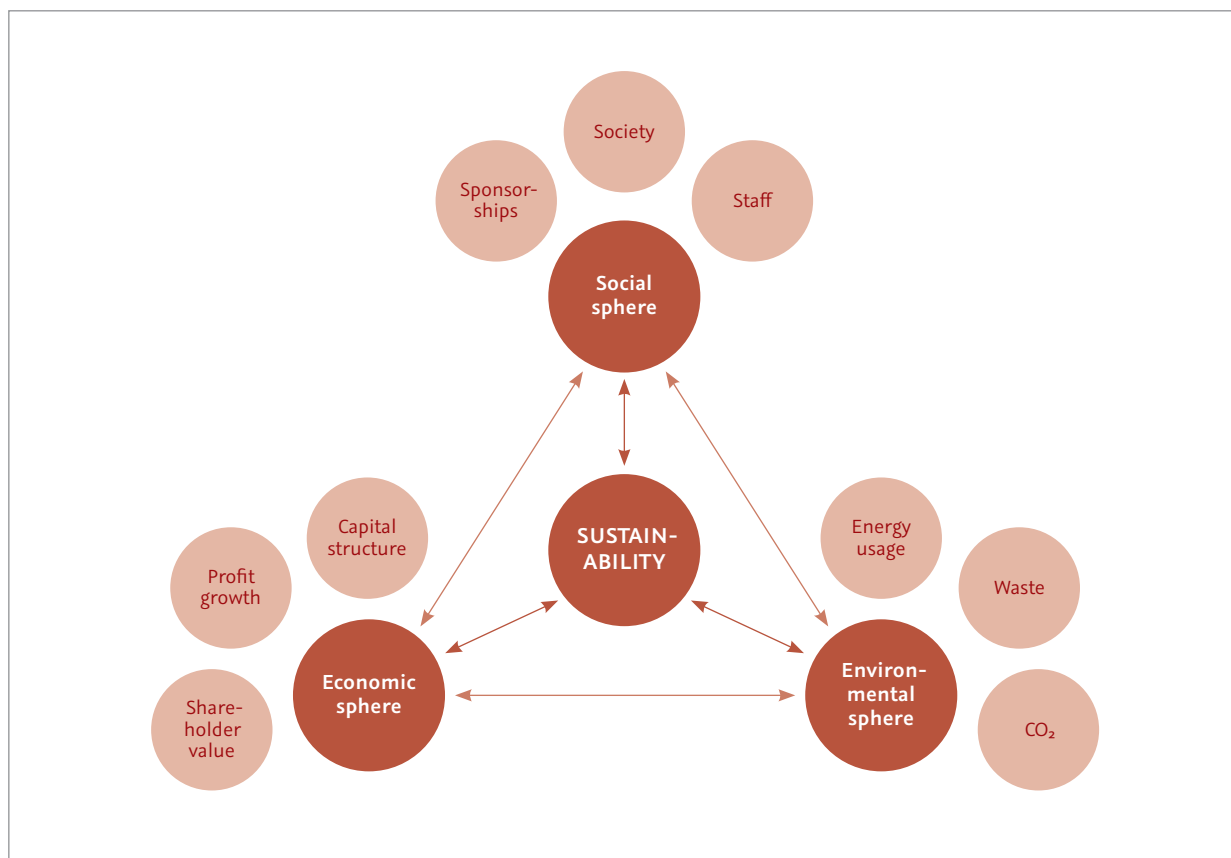 Society
Sponsor-
ships
Staff
Social
sphere
Capital
structure
SUSTAIN-
ABILITY
Energy
usage
Profit
growth
Waste
Economic
sphere
Environ-
mental
sphere
Share-
holder
value
CO₂